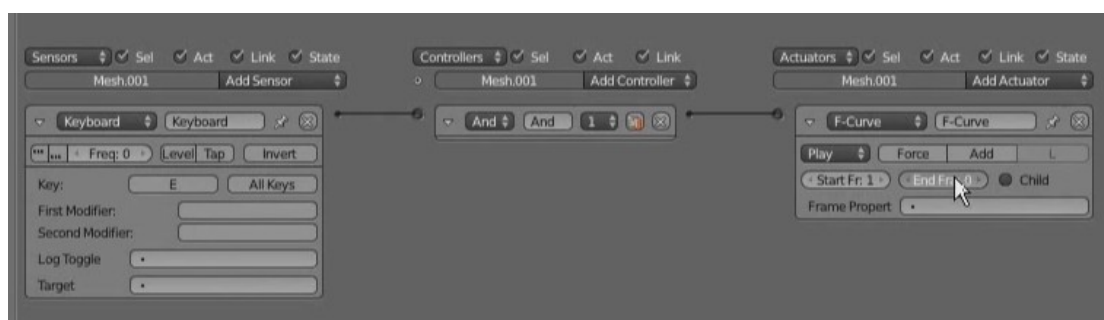 Sensors Sel Act Link State
Mesh.001 Add Sensor
Keyboard Keyboard
Freq: 0 Level Tap Invert
Key: E All Keys
First Modifier:
Second Modifier:
Log Toggle
Target
Controllers Sel Act Link
Mesh.001 Add Controller
And And 1
Actuators Sel Act Link State
Mesh.001 Add Actuator
F-Curve F-Curve
Play Force Add L
Start Fr: 1 End Fra: 0 Child
Frame Propert